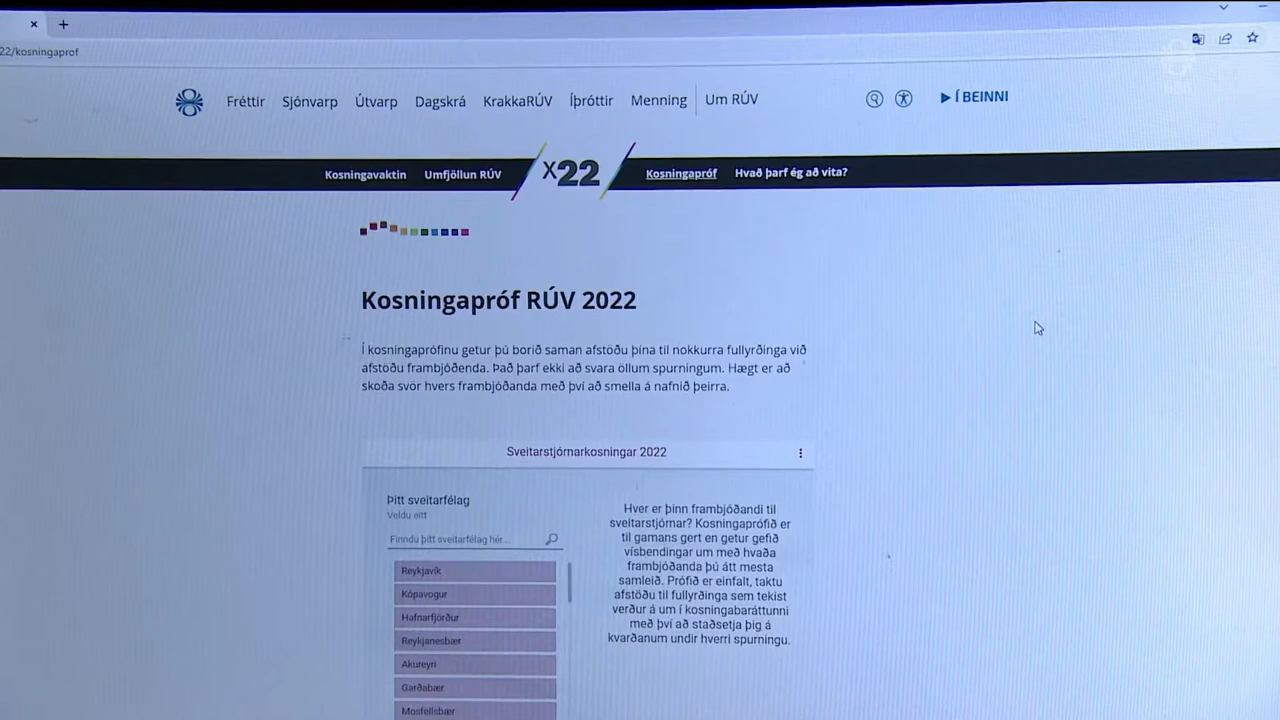 22/kosningaprof
Fréttir Sjónvarp Útvarp Dagskrá KrakkaRÚV Íþróttir Menning Um RÚV Í BEINNI
Kosningavaktin Umfjöllun RÚV X22 Kosningapróf Hvað þarf ég að vita?
Kosningapróf RÚV 2022
Í kosningaprófinu getur þú borið saman afstöðu þína til nokkurra fullyrðinga við
afstöðu frambjóðenda. Það þarf ekki að svara öllum spurningum. Hægt er að
skoða svör hvers frambjóðanda með því að smella á nafnið þeirra.
Sveitarstjórnarkosningar 2022
Þitt sveitarfélag
Veldu eitt
Finndu þitt sveitarfélag hér...
Reykjavík
Kópavogur
Hafnarfjörður
Reykjanesbær
Akureyri
Garðabær
Mosfellsbær
Hver er þinn frambjóðandi til
sveitarstjórnar? Kosningaprófið er
til gamans gert en getur gefið
vísbendingar um með hvaða
frambjóðanda þú átt mesta
samleið. Prófið er einfalt, taktu
afstöðu til fullyrðinga sem tekist
verður á um í kosningabaráttunni
með því að staðsetja þig á
kvarðanum undir hverri spurningu.